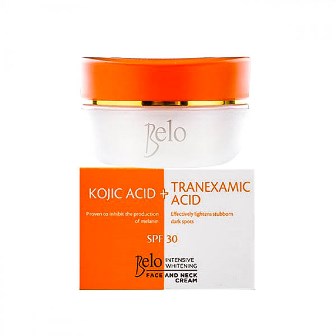 Belo
KOJIC ACID + TRANEXAMIC
ACID
Proven to inhibit the production
of melanin
Effectively lightens stubborn
dark spots
SPF 30
Belo
INTENSIVE
WHITENING
FACE AND NECK
CREAM